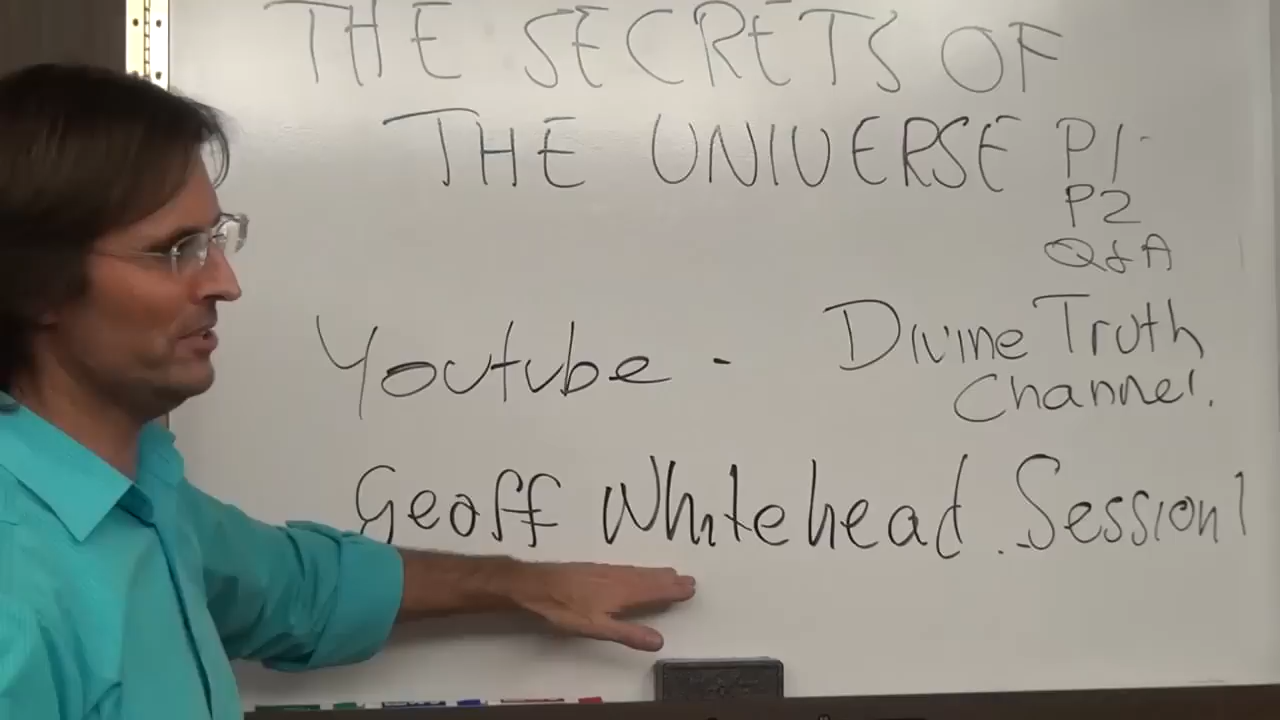 THE SECRETS OF
THE UNIVERSE P1
P2
Q&A
Youtube - Divine Truth
Channel.
Geoff Whitehead. Session 1